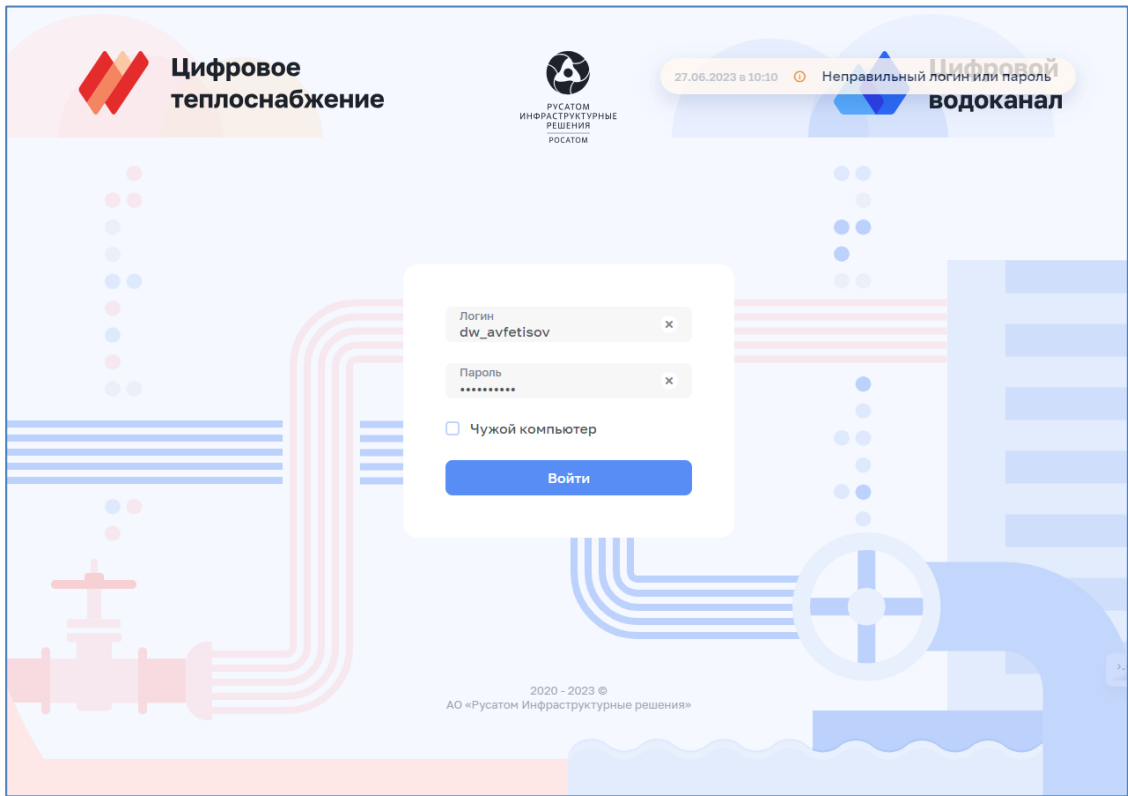 Цифровое
теплоснабжение
РУСАТОМ
ИНФРАСТРУКТУРНЫЕ
РЕШЕНИЯ
РОСАТОМ
27.06.2023 в 10:10 Неправильный логин или пароль
Цифровой
водоканал
Логин
dw_avfetisov
Пароль
••••••••••
Чужой компьютер
Войти
2020 - 2023 ©
АО «Русатом Инфраструктурные решения»